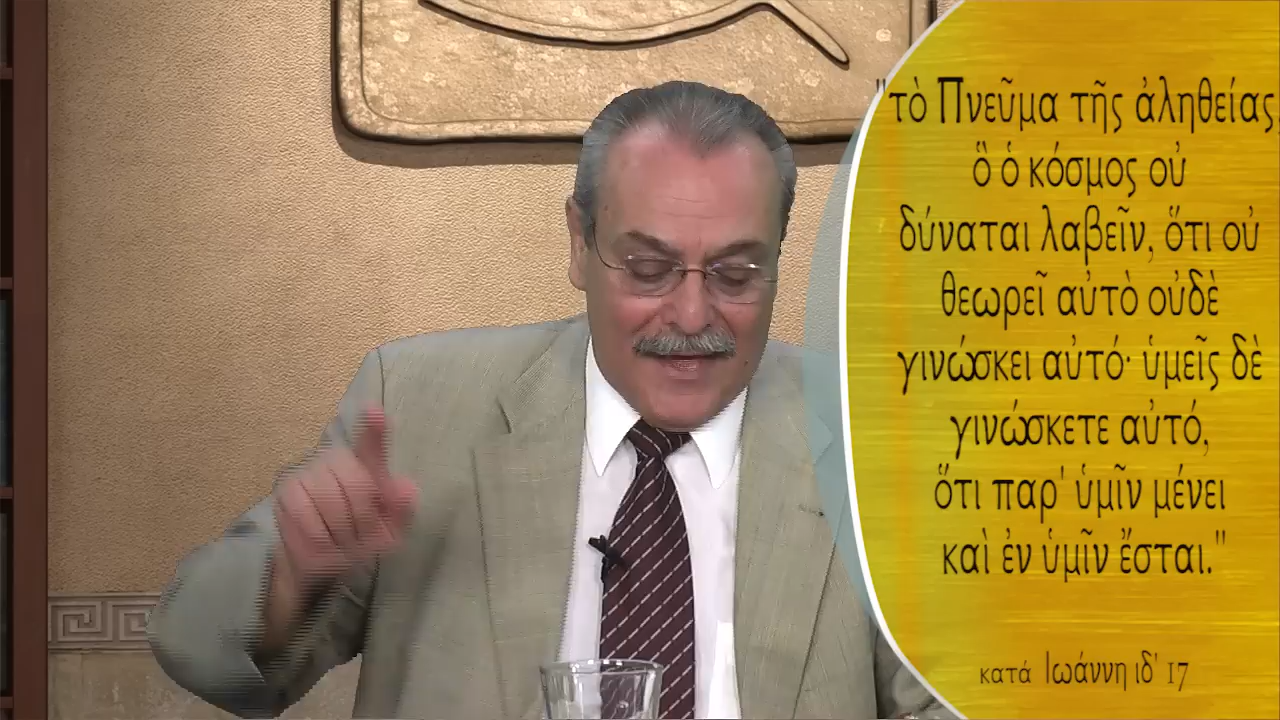 "τὸ Πνεῦμα τῆς ἀληθείας
ὃ ὁ κόσμος οὐ
δύναται λαβεῖν, ὅτι οὐ
θεωρεῖ αὐτὸ οὐδὲ
γινώσκει αὐτό· ὑμεῖς δὲ
γινώσκετε αὐτό,
ὅτι παρ' ὑμῖν μένει
καὶ ἐν ὑμῖν ἔσται."
κατά Ἰωάννη ιδ' 17